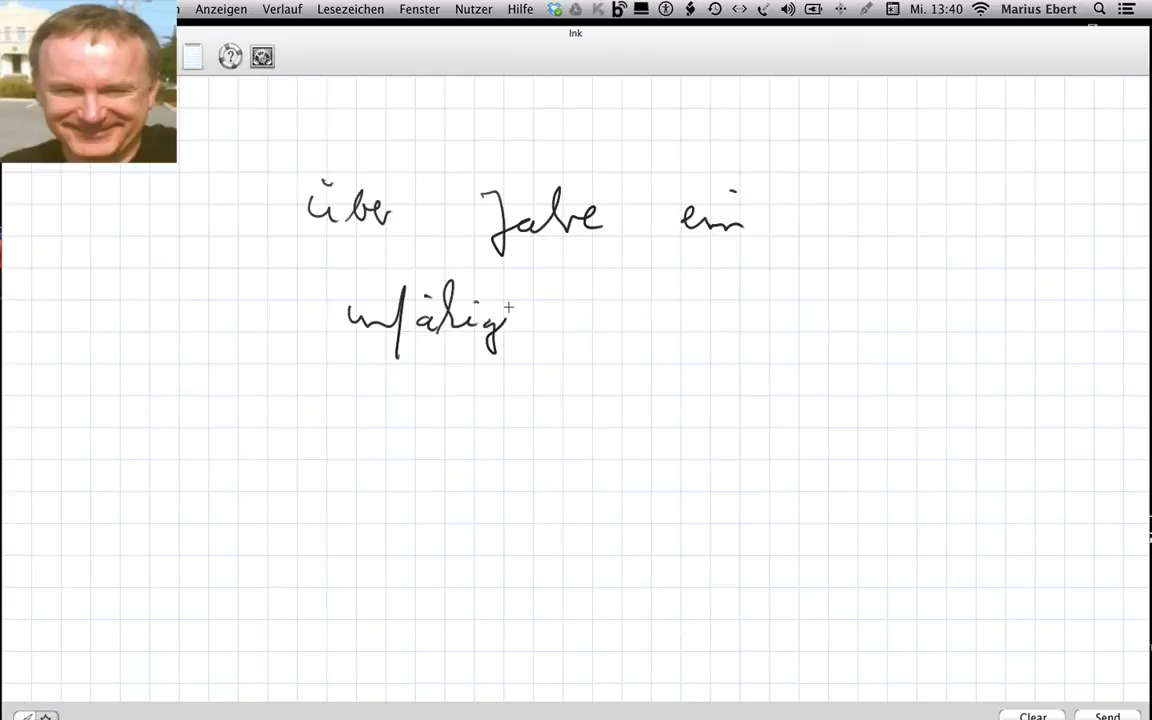 Anzeigen Verlauf Lesezeichen Fenster Nutzer Hilfe Mi. 13:40 Marius Ebert
Ink
über Jahre ein
unfähig
Clear Send